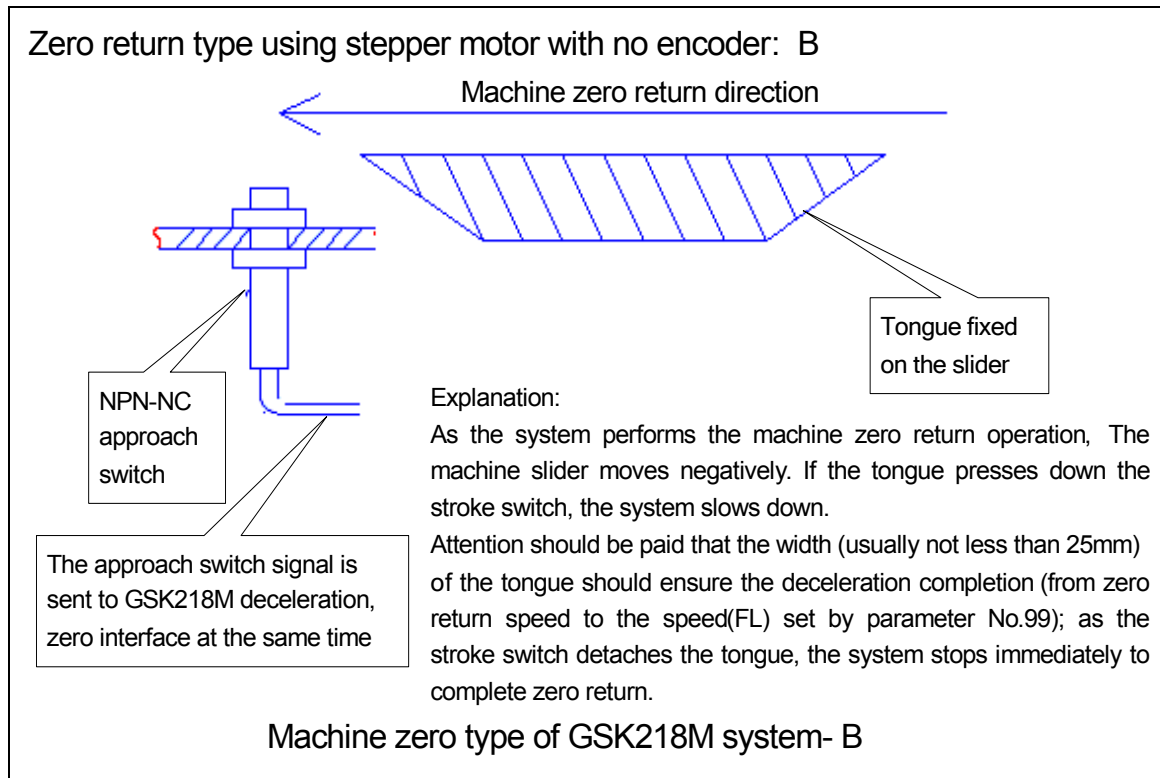 Zero return type using stepper motor with no encoder: B
Machine zero return direction
Tongue fixed
on the slider
NPN-NC
approach
switch
The approach switch signal is
sent to GSK218M deceleration,
zero interface at the same time
Explanation:
As the system performs the machine zero return operation, The
machine slider moves negatively. If the tongue presses down the
stroke switch, the system slows down.
Attention should be paid that the width (usually not less than 25mm)
of the tongue should ensure the deceleration completion (from zero
return speed to the speed(FL) set by parameter No.99); as the
stroke switch detaches the tongue, the system stops immediately to
complete zero return.
Machine zero type of GSK218M system- B